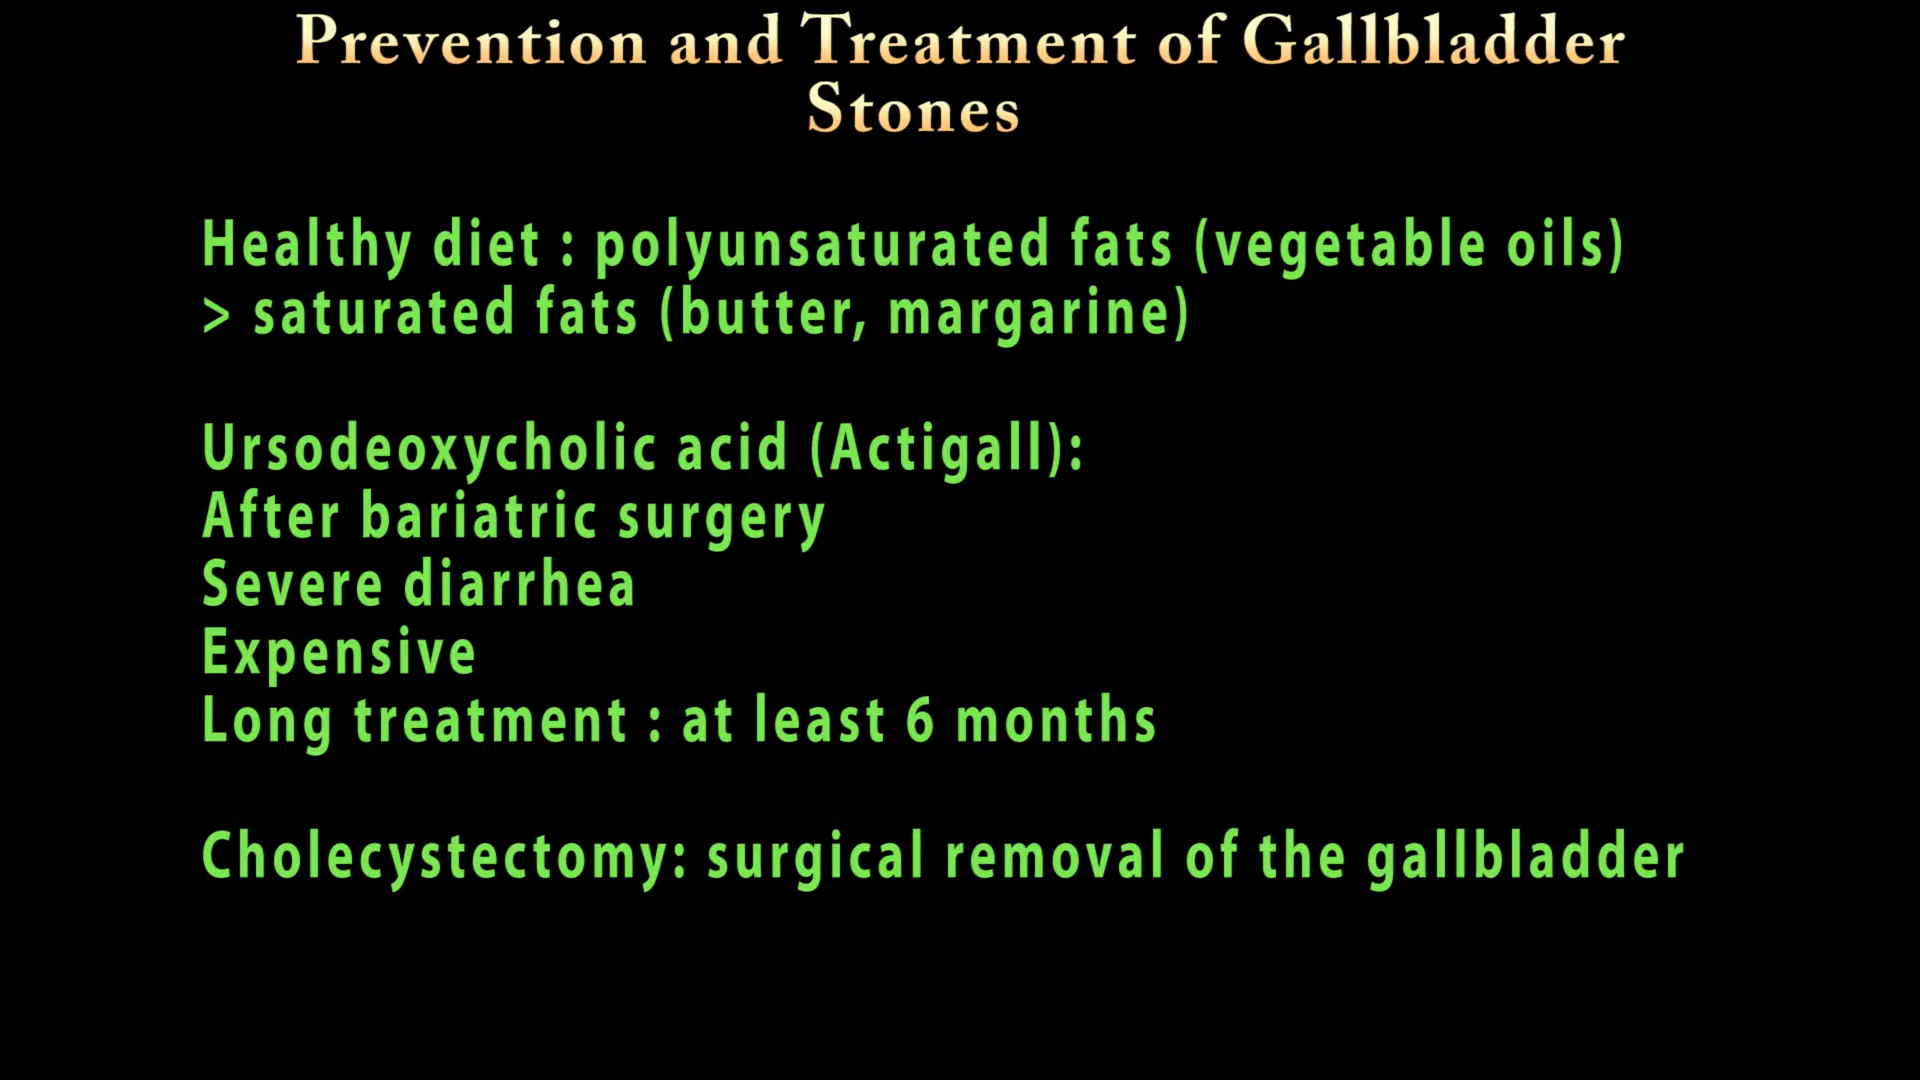 Prevention and Treatment of Gallbladder
Stones
Healthy diet : polyunsaturated fats (vegetable oils)
> saturated fats (butter, margarine)
Ursodeoxycholic acid (Actigall):
After bariatric surgery
Severe diarrhea
Expensive
Long treatment : at least 6 months
Cholecystectomy: surgical removal of the gallbladder